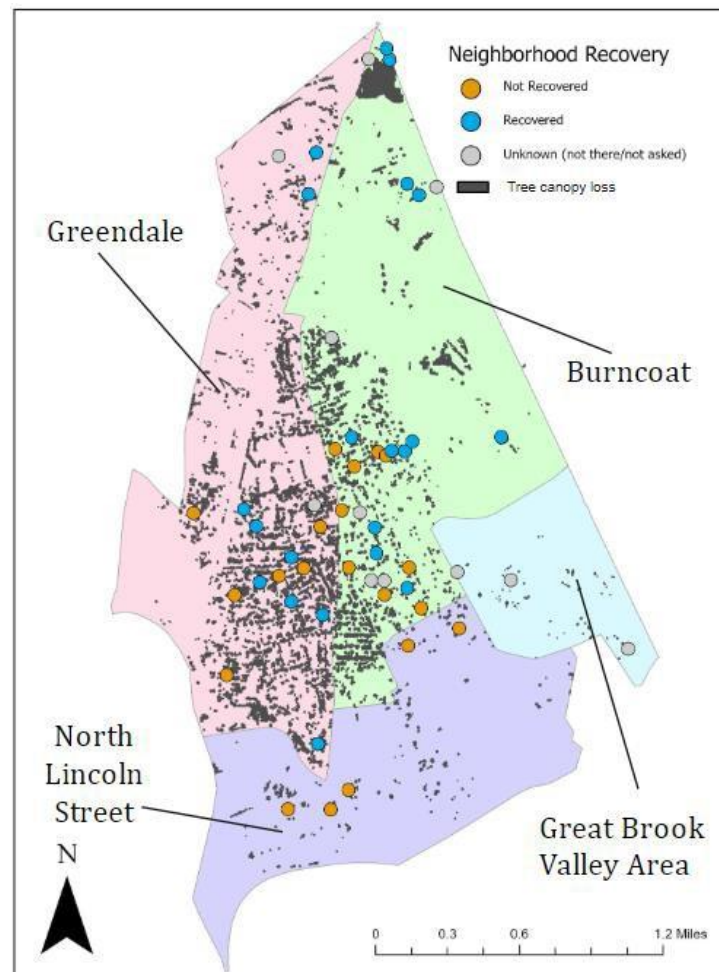 Neighborhood Recovery
Not Recovered
Recovered
Unknown (not there/not asked)
Tree canopy loss
Greendale
Burncoat
North
Lincoln
Street
Great Brook
Valley Area
N
0 0.3 0.6 1.2 Miles